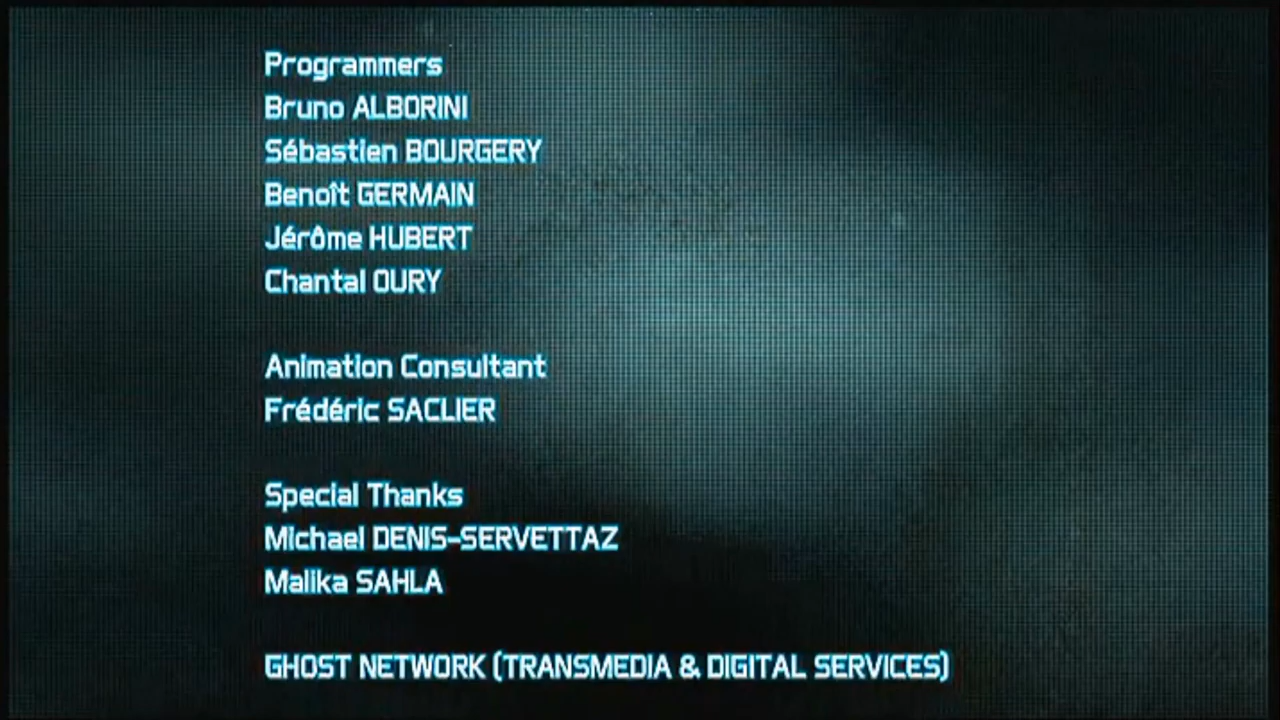 Programmers
Bruno ALBORINI
Sébastien BOURGERY
Benoît GERMAIN
Jérôme HUBERT
Chantal OURY
Animation Consultant
Frédéric SACLIER
Special Thanks
Michael DENIS-SERVETTAZ
Malika SAHLA
GHOST NETWORK (TRANSMEDIA & DIGITAL SERVICES)